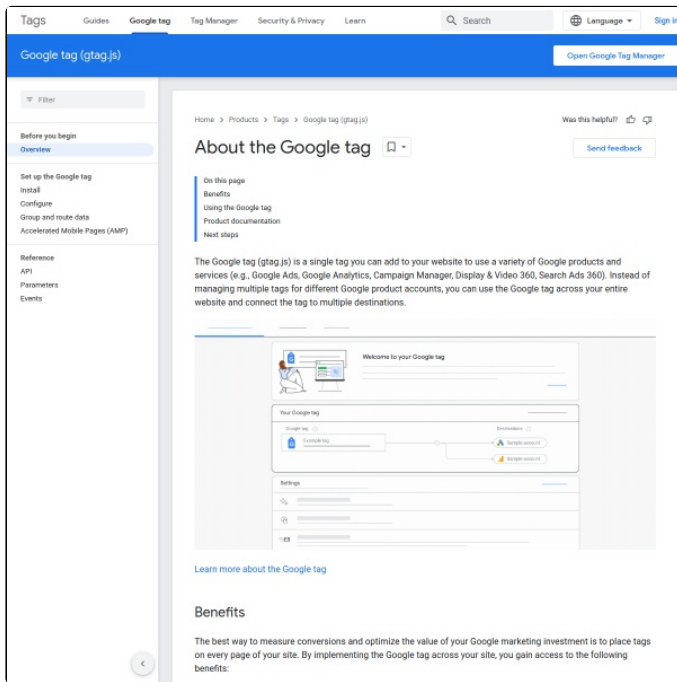 Tags
Guides
Google tag
Tag Manager
Security & Privacy
Learn
Search
Language
Sign in
Google tag (gtag.js)
Open Google Tag Manager
Filter
Before you begin
Overview
Set up the Google tag
Install
Configure
Group and route data
Accelerated Mobile Pages (AMP)
Reference
API
Parameters
Events
Home > Products > Tags > Google tag (gtag.js)
Was this helpful?
About the Google tag
Send feedback
On this page
Benefits
Using the Google tag
Product documentation
Next steps
The Google tag (gtag.js) is a single tag you can add to your website to use a variety of Google products and
services (e.g., Google Ads, Google Analytics, Campaign Manager, Display & Video 360, Search Ads 360). Instead of
managing multiple tags for different Google product accounts, you can use the Google tag across your entire
website and connect the tag to multiple destinations.
Welcome to your Google tag
Your Google tag
Google tag
Destinations
Example tag
Sample account
Sample account
Settings
Learn more about the Google tag
Benefits
The best way to measure conversions and optimize the value of your Google marketing investment is to place tags
on every page of your site. By implementing the Google tag across your site, you gain access to the following
benefits: